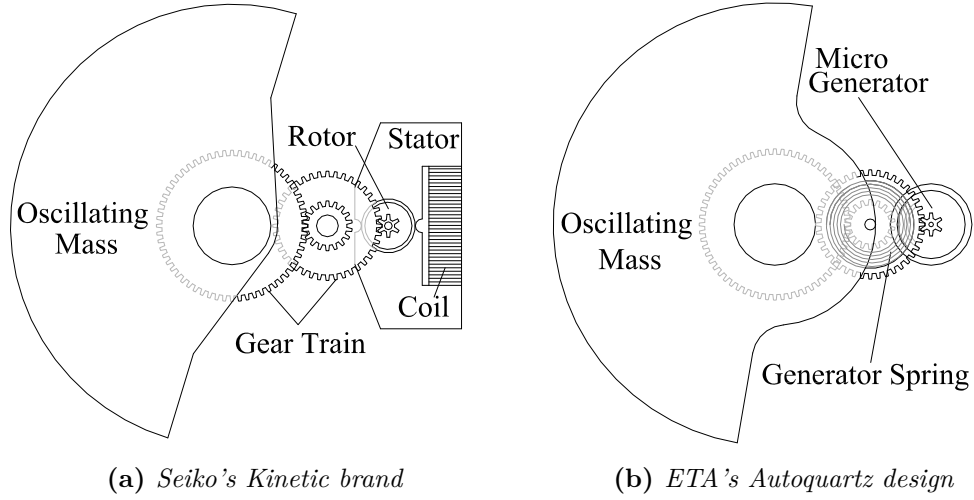 Oscillating
Mass
Rotor
Stator
Coil
Gear Train
(a) Seiko's Kinetic brand
Micro
Generator
Oscillating
Mass
Generator Spring
(b) ETA's Autoquartz design